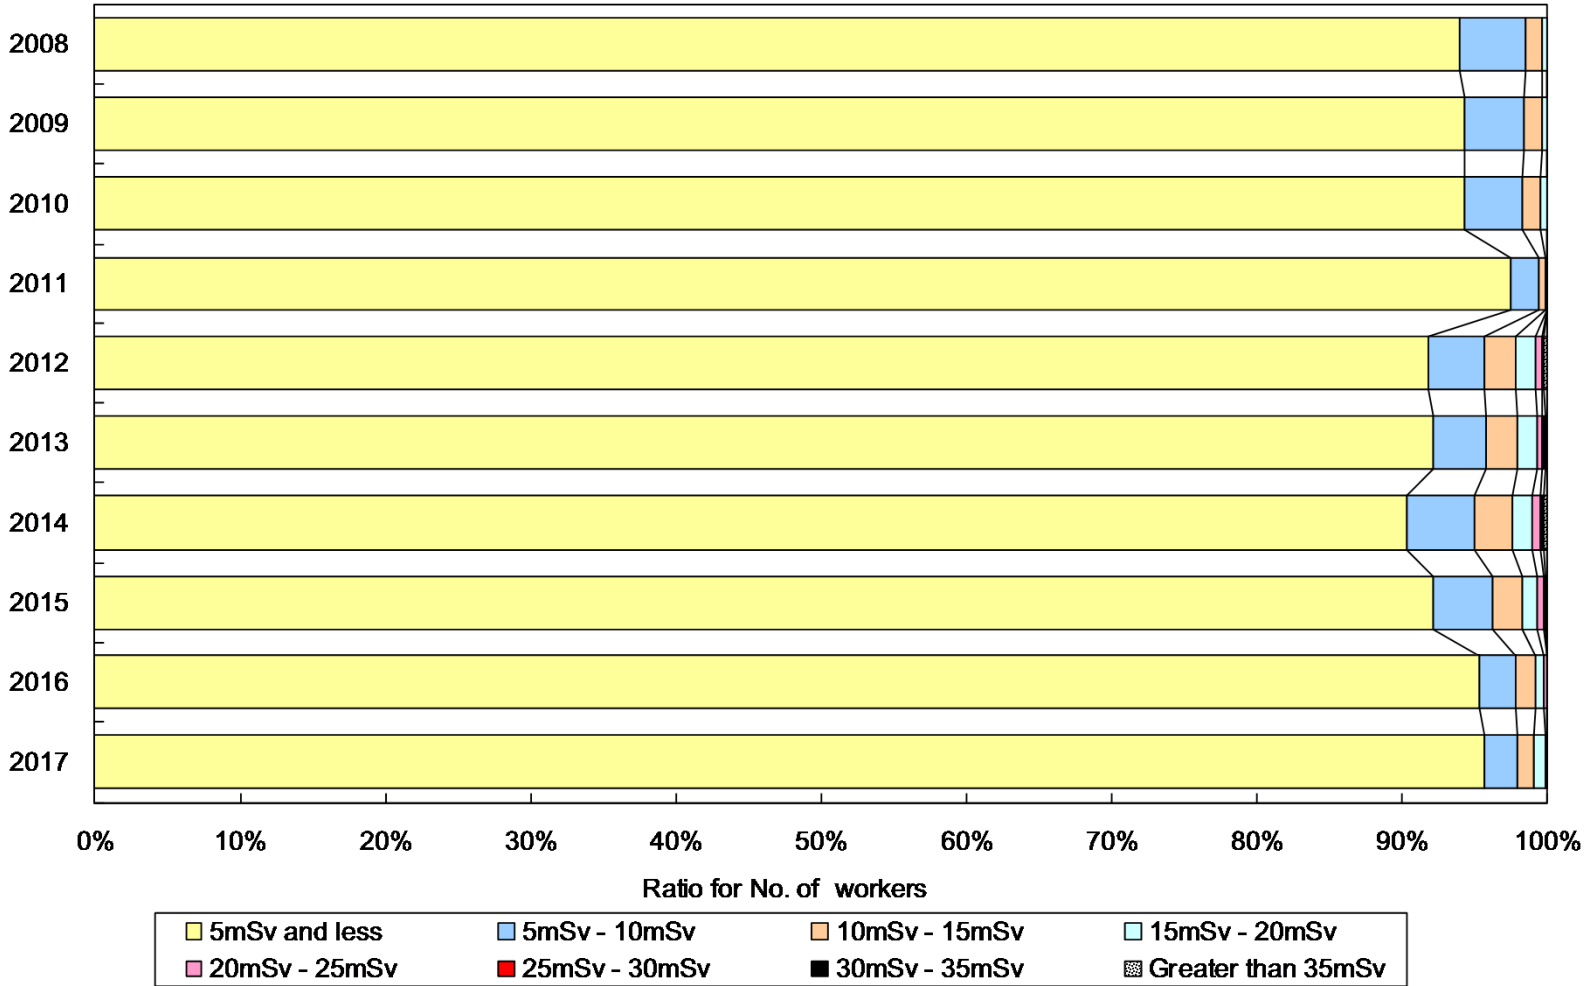 2008
2009
2010
2011
2012
2013
2014
2015
2016
2017
0% 10% 20% 30% 40% 50% 60% 70% 80% 90% 100%
Ratio for No. of workers
5mSv and less 5mSv - 10mSv 10mSv - 15mSv 15mSv - 20mSv
20mSv - 25mSv 25mSv - 30mSv 30mSv - 35mSv Greater than 35mSv